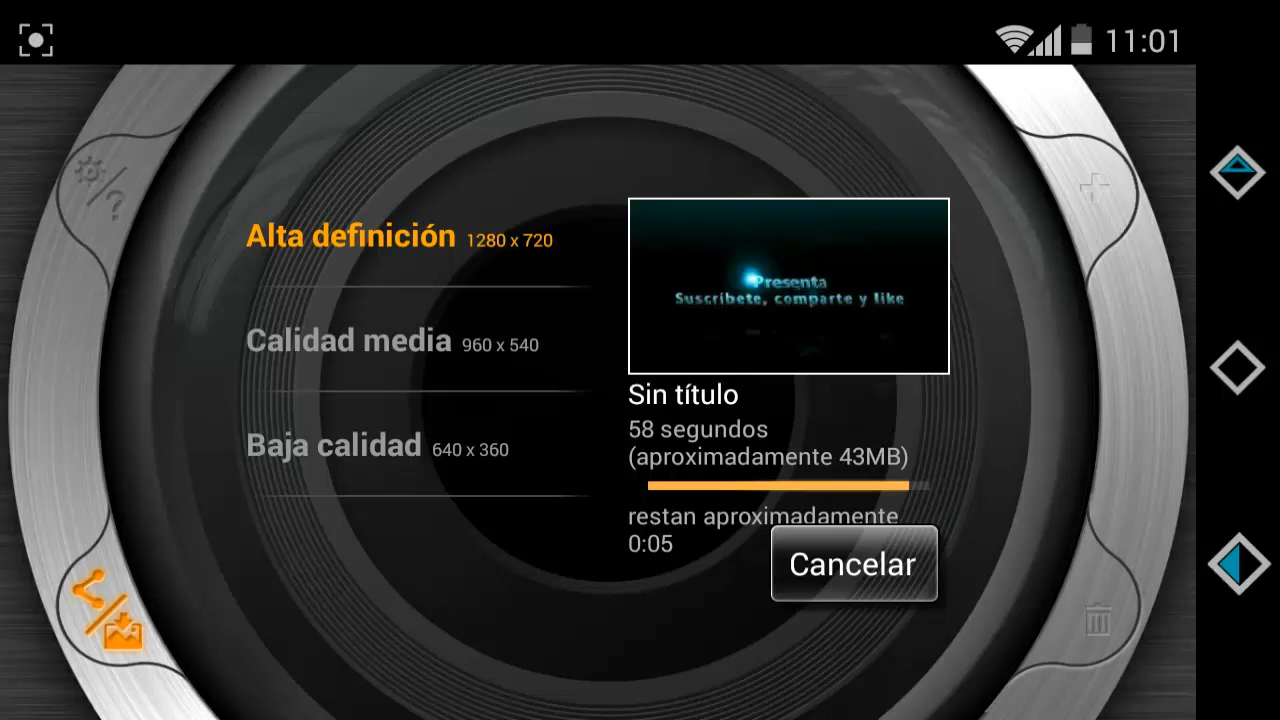 11:01
Alta definición 1280 x 720
Calidad media 960 x 540
Baja calidad 640 x 360
Presenta
Suscribete, comparte y like
Sin título
58 segundos
(aproximadamente 43MB)
restan aproximadamente
0:05
Cancelar